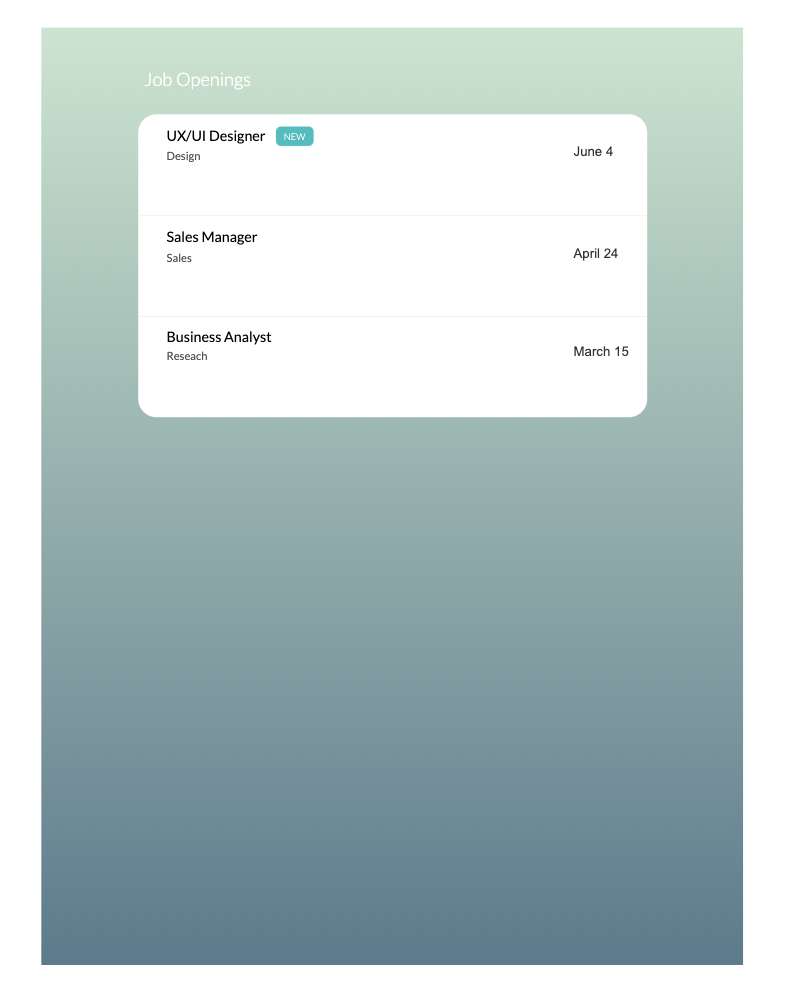 Job Openings
UX/UI Designer NEW
Design
June 4
Sales Manager
Sales
April 24
Business Analyst
Reseach
March 15